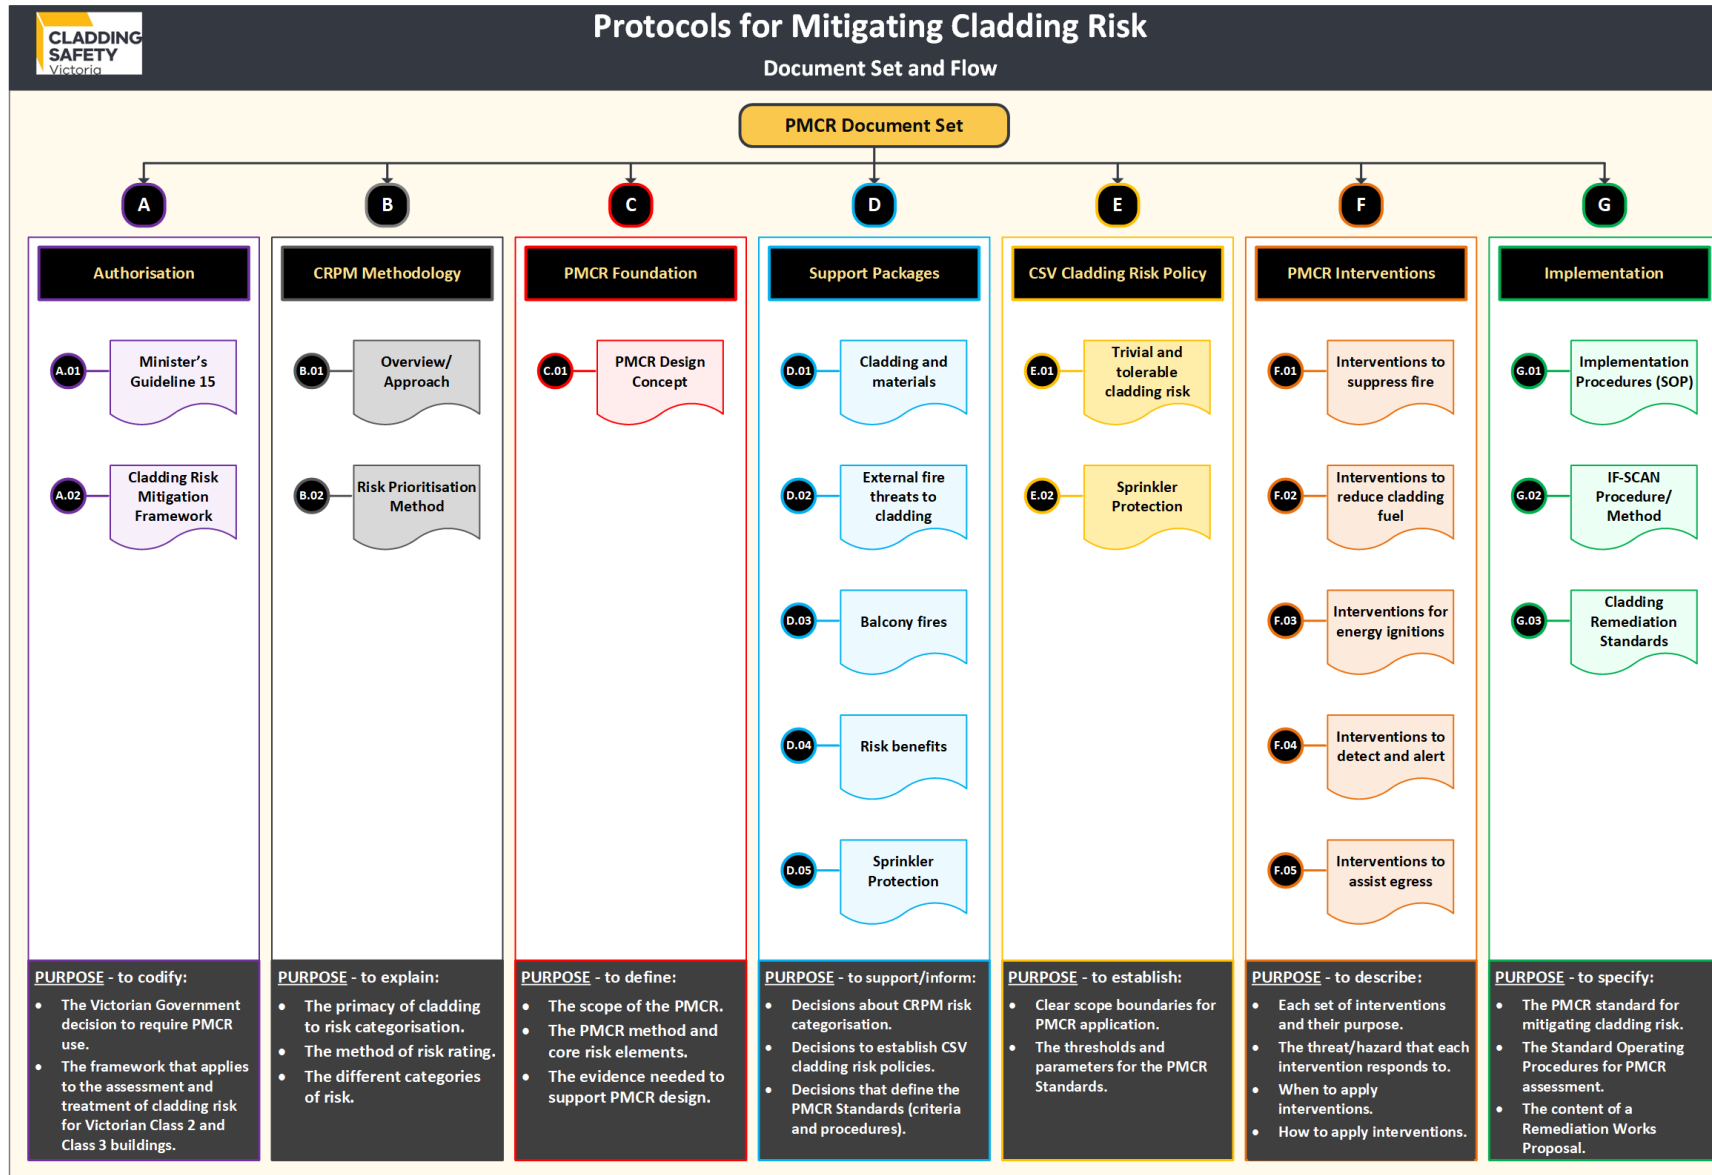 CLADDING
SAFETY
Victoria
Protocols for Mitigating Cladding Risk
Document Set and Flow
PMCR Document Set
A
B
C
D
E
F
G
Authorisation
CRPM Methodology
PMCR Foundation
Support Packages
CSV Cladding Risk Policy
PMCR Interventions
Implementation
A.01
Minister's
Guideline 15
A.02
Cladding Risk
Mitigation
Framework
B.01
Overview/
Approach
B.02
Risk Prioritisation
Method
C.01
PMCR Design
Concept
D.01
Cladding and
materials
D.02
External fire
threats to
cladding
D.03
Balcony fires
D.04
Risk benefits
D.05
Sprinkler
Protection
E.01
Trivial and
tolerable
cladding risk
E.02
Sprinkler
Protection
F.01
Interventions to
suppress fire
F.02
Interventions to
reduce cladding
fuel
F.03
Interventions for
energy ignitions
F.04
Interventions to
detect and alert
F.05
Interventions to
assist egress
G.01
Implementation
Procedures (SOP)
G.02
IF-SCAN
Procedure/
Method
G.03
Cladding
Remediation
Standards
PURPOSE - to codify:
• The Victorian Government
decision to require PMCR
use.
• The framework that applies
to the assessment and
treatment of cladding risk
for Victorian Class 2 and
Class 3 buildings.
PURPOSE - to explain:
• The primacy of cladding
to risk categorisation.
• The method of risk rating.
• The different categories
of risk.
PURPOSE - to define:
• The scope of the PMCR.
• The PMCR method and
core risk elements.
• The evidence needed to
support PMCR design.
PURPOSE - to support/inform:
• Decisions about CRPM risk
categorisation.
• Decisions to establish CSV
cladding risk policies.
• Decisions that define the
PMCR Standards (criteria
and procedures).
PURPOSE - to establish:
• Clear scope boundaries for
PMCR application.
• The thresholds and
parameters for the PMCR
Standards.
PURPOSE - to describe:
• Each set of interventions
and their purpose.
• The threat/hazard that each
intervention responds to.
• When to apply
interventions.
• How to apply interventions.
PURPOSE - to specify:
• The PMCR standard for
mitigating cladding risk.
• The Standard Operating
Procedures for PMCR
assessment.
• The content of a
Remediation Works
Proposal.